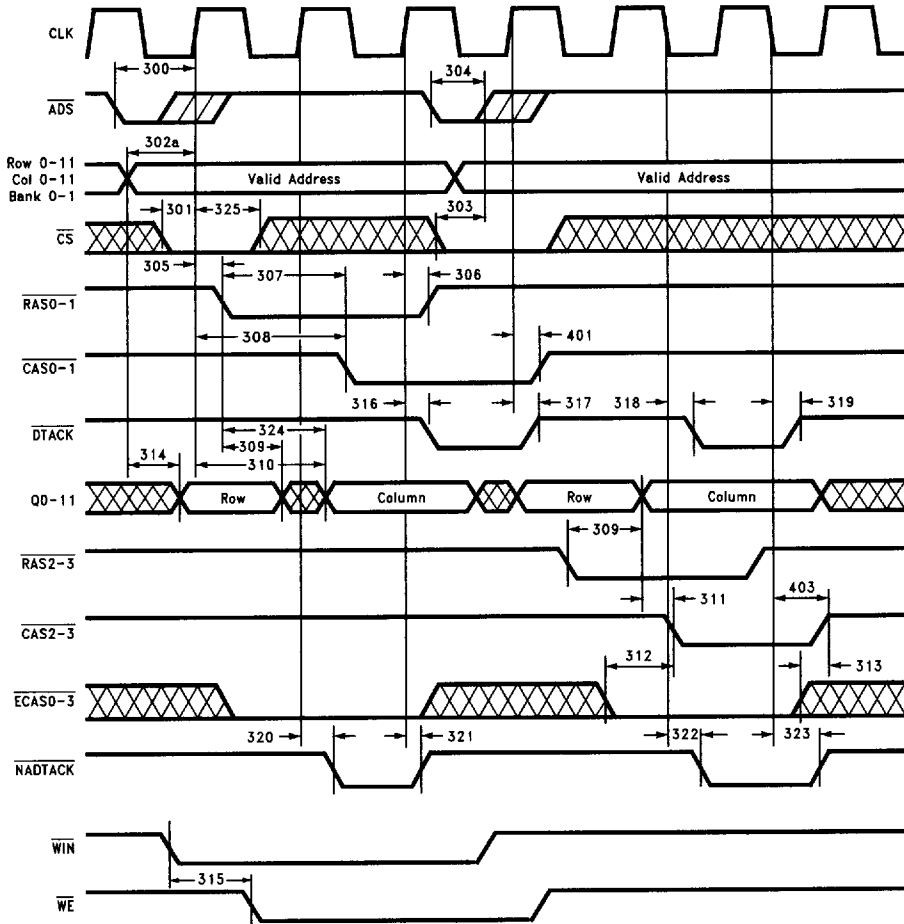 CLK
300
304
ADS
302a
Row 0-11
Col 0-11
Bank 0-1
Valid Address
Valid Address
301
325
303
CS
305
307
306
RAS0-1
308
401
CAS0-1
316
317
318
319
DTACK
324
309
314
310
Q0-11
Row
Column
Row
Column
309
RAS2-3
311
403
CAS2-3
312
313
ECAS0-3
320
321
322
323
NADTACK
WIN
315
WE